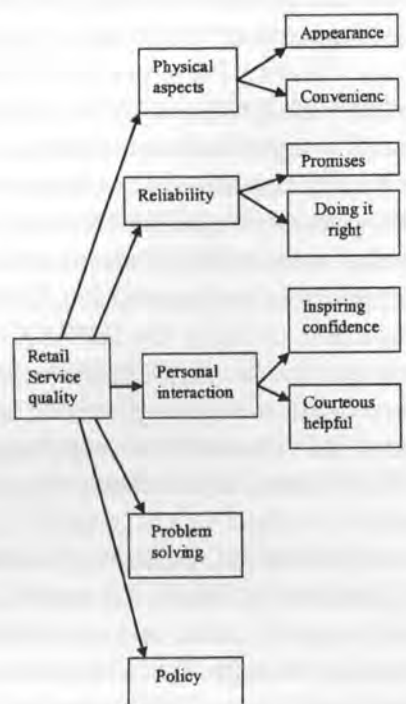 Appearance
Physical
aspects
Convenienc
Promises
Reliability
Doing it
right
Inspiring
confidence
Retail
Service
quality
Personal
interaction
Courteous
helpful
Problem
solving
Policy